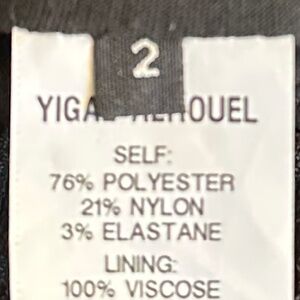 2
SELF:
76% POLYESTER
21% NYLON
3% ELASTANE
LINING:
100% VISCOSE